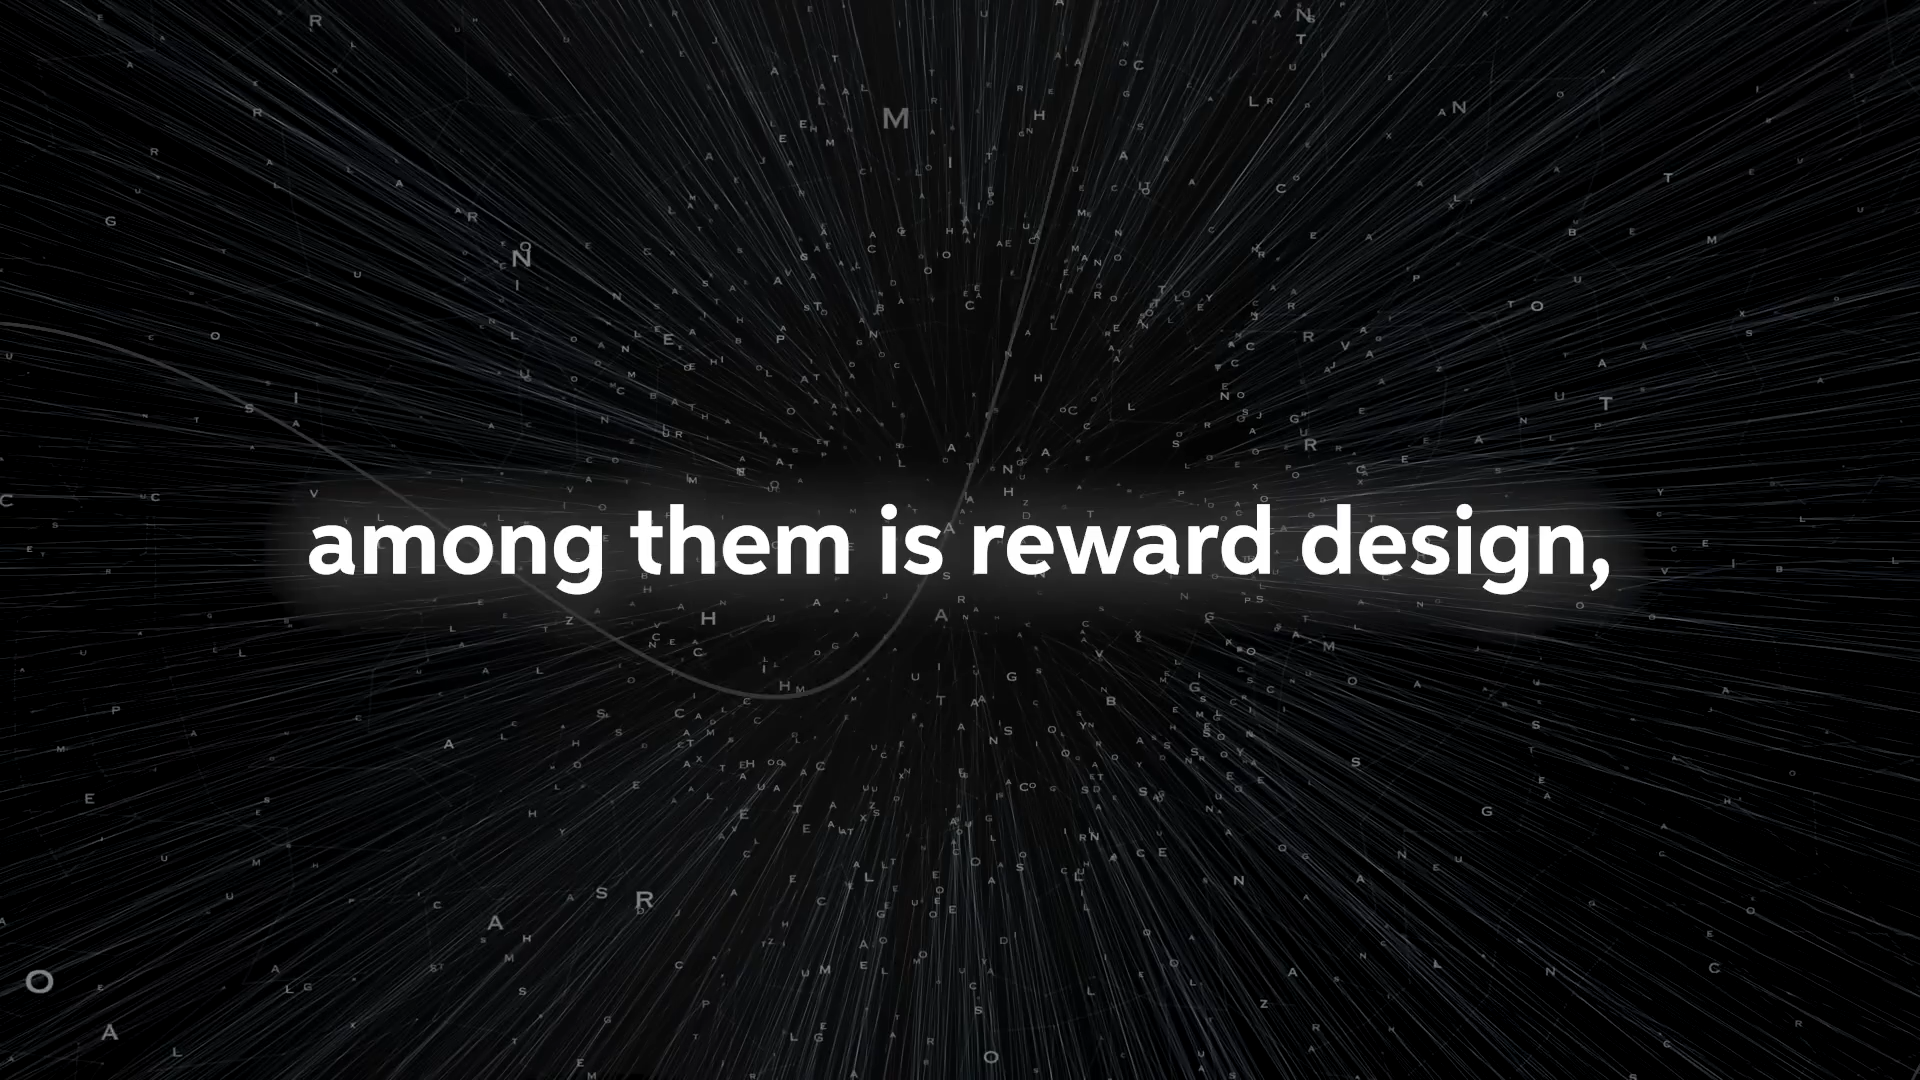 among them is reward design,